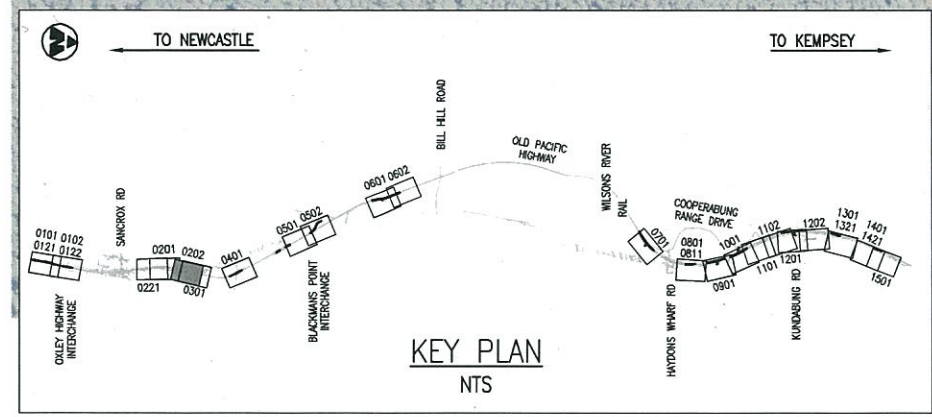 TO NEWCASTLE
TO KEMPSEY
BILL HILL ROAD
OLD PACIFIC
HIGHWAY
WILSONS RIVER
RAIL
SANCROX RD
0601 0602
COOPERABUNG
RANGE DRIVE
0101 0102
0121 0122
0201
0202
0221
0301
0401
0501
0502
0701
0801
0811
0901
1001
1102
1101
1201
1202
1301
1321
1401
1421
1501
OXLEY HIGHWAY
INTERCHANGE
BLACKMANS POINT
INTERCHANGE
HAYDONS WHARF RD
KUNDABUNG RD
KEY PLAN
NTS